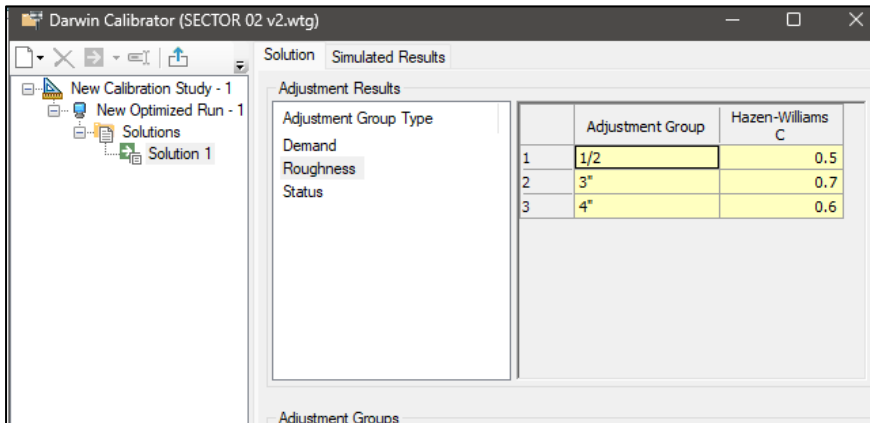 Darwin Calibrator (SECTOR 02 v2.wtg)
Solution Simulated Results
New Calibration Study - 1
New Optimized Run - 1
Solutions
Solution 1
Adjustment Results
Adjustment Group Type
Demand
Roughness
Status
Adjustment Group Hazen-Williams C
1 1/2 0.5
2 3" 0.7
3 4" 0.6
Adjustment Groups